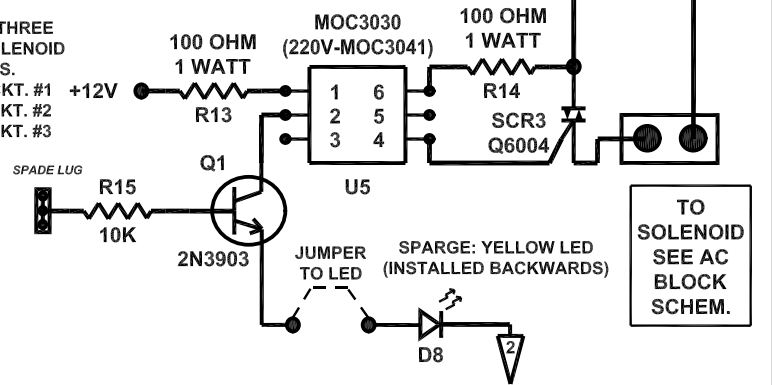 THREE
LENOID
S.
CKT. #1
KT. #2
KT. #3
+12V
100 OHM
1 WATT
R13
MOC3030
(220V-MOC3041)
1 6
2 5
3 4
U5
100 OHM
1 WATT
R14
SCR3
Q6004
SPADE LUG
R15
10K
Q1
2N3903
JUMPER
TO LED
SPARGE: YELLOW LED
(INSTALLED BACKWARDS)
D8
2
TO
SOLENOID
SEE AC
BLOCK
SCHEM.